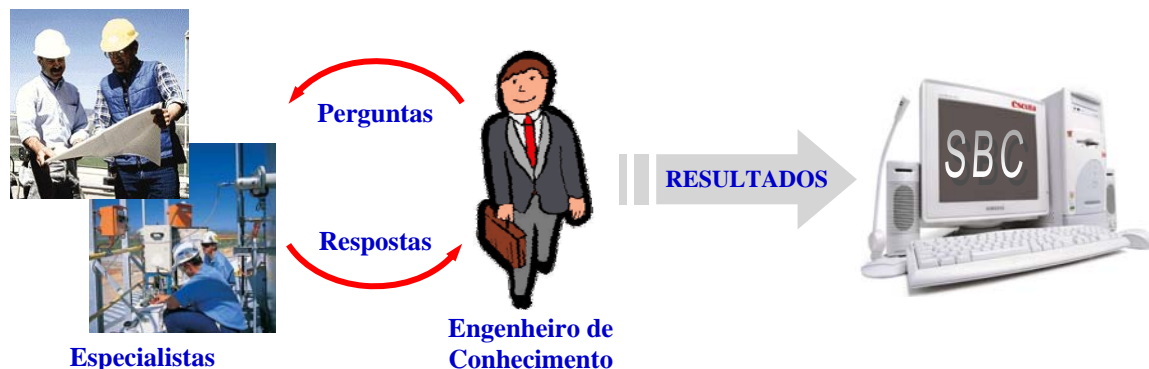 Perguntas
Respostas
Especialistas
Engenheiro de
Conhecimento
RESULTADOS
SBC